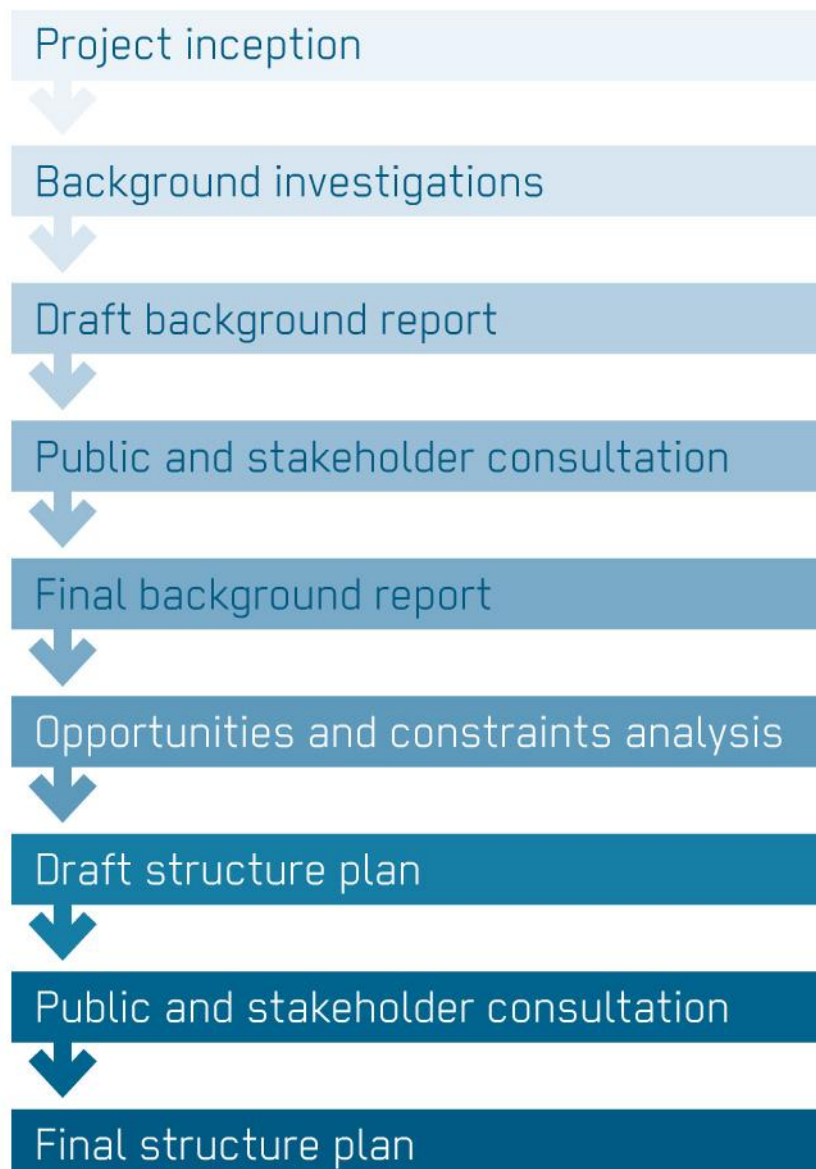 Project inception
Background investigations
Draft background report
Public and stakeholder consultation
Final background report
Opportunities and constraints analysis
Draft structure plan
Public and stakeholder consultation
Final structure plan